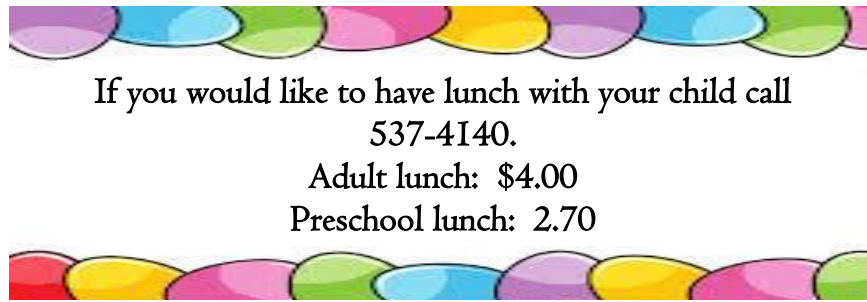 If you would like to have lunch with your child call
537-4140.
Adult lunch:  $4.00
Preschool lunch:  2.70